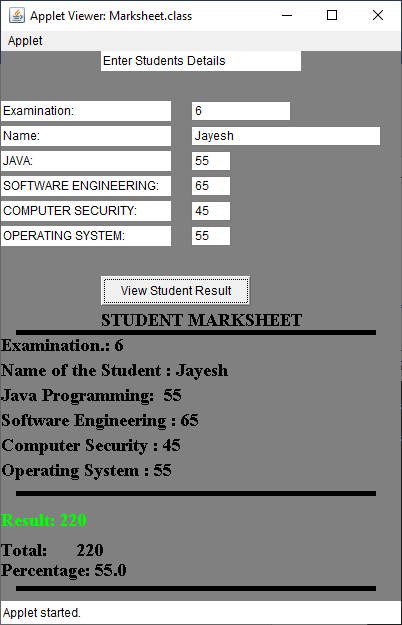 Applet Viewer: Marksheet.class
Applet
Enter Students Details
Examination: 6
Name: Jayesh
JAVA: 55
SOFTWARE ENGINEERING: 65
COMPUTER SECURITY: 45
OPERATING SYSTEM: 55
View Student Result
STUDENT MARKSHEET
Examination.: 6
Name of the Student : Jayesh
Java Programming: 55
Software Engineering : 65
Computer Security : 45
Operating System : 55
Result: 220
Total: 220
Percentage: 55.0
Applet started.